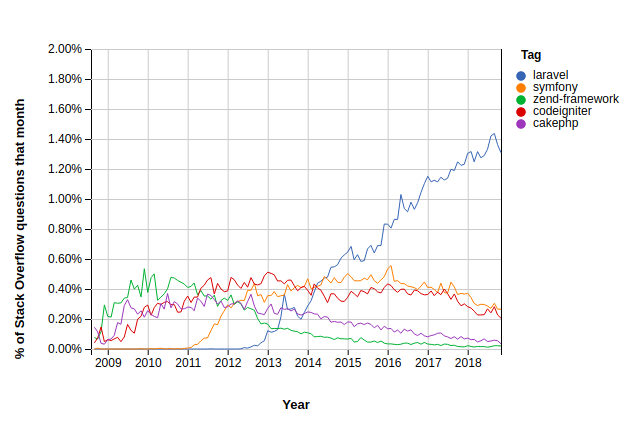 % of Stack Overflow questions that month
2.00%
1.80%
1.60%
1.40%
1.20%
1.00%
0.80%
0.60%
0.40%
0.20%
0.00%
2009 2010 2011 2012 2013 2014 2015 2016 2017 2018
Year
Tag
laravel
symfony
zend-framework
codeigniter
cakephp